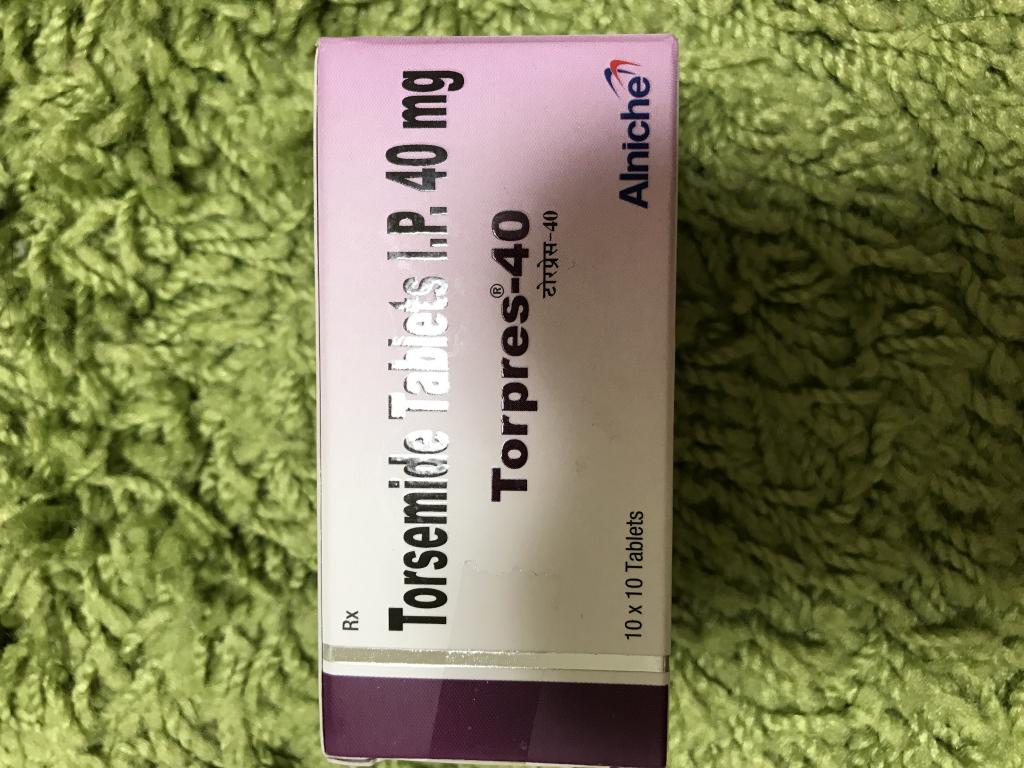 Rx
Torsemide Tablets I.P. 40 mg
Torpres®-40
टोरप्रेस-40
10 x 10 Tablets
Alniche